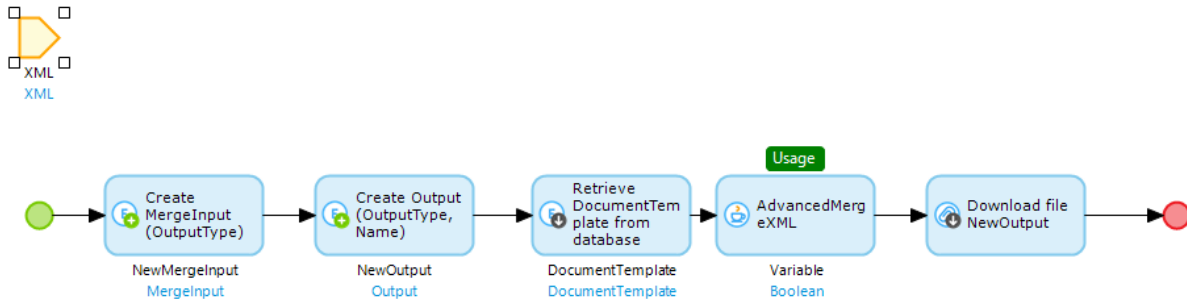 XML
XML
Usage
Create
MergeInput
(OutputType)
Create Output
(OutputType,
Name)
Retrieve
DocumentTem
plate from
database
AdvancedMerg
eXML
Download file
NewOutput
NewMergeInput
MergeInput
NewOutput
Output
DocumentTemplate
DocumentTemplate
Variable
Boolean